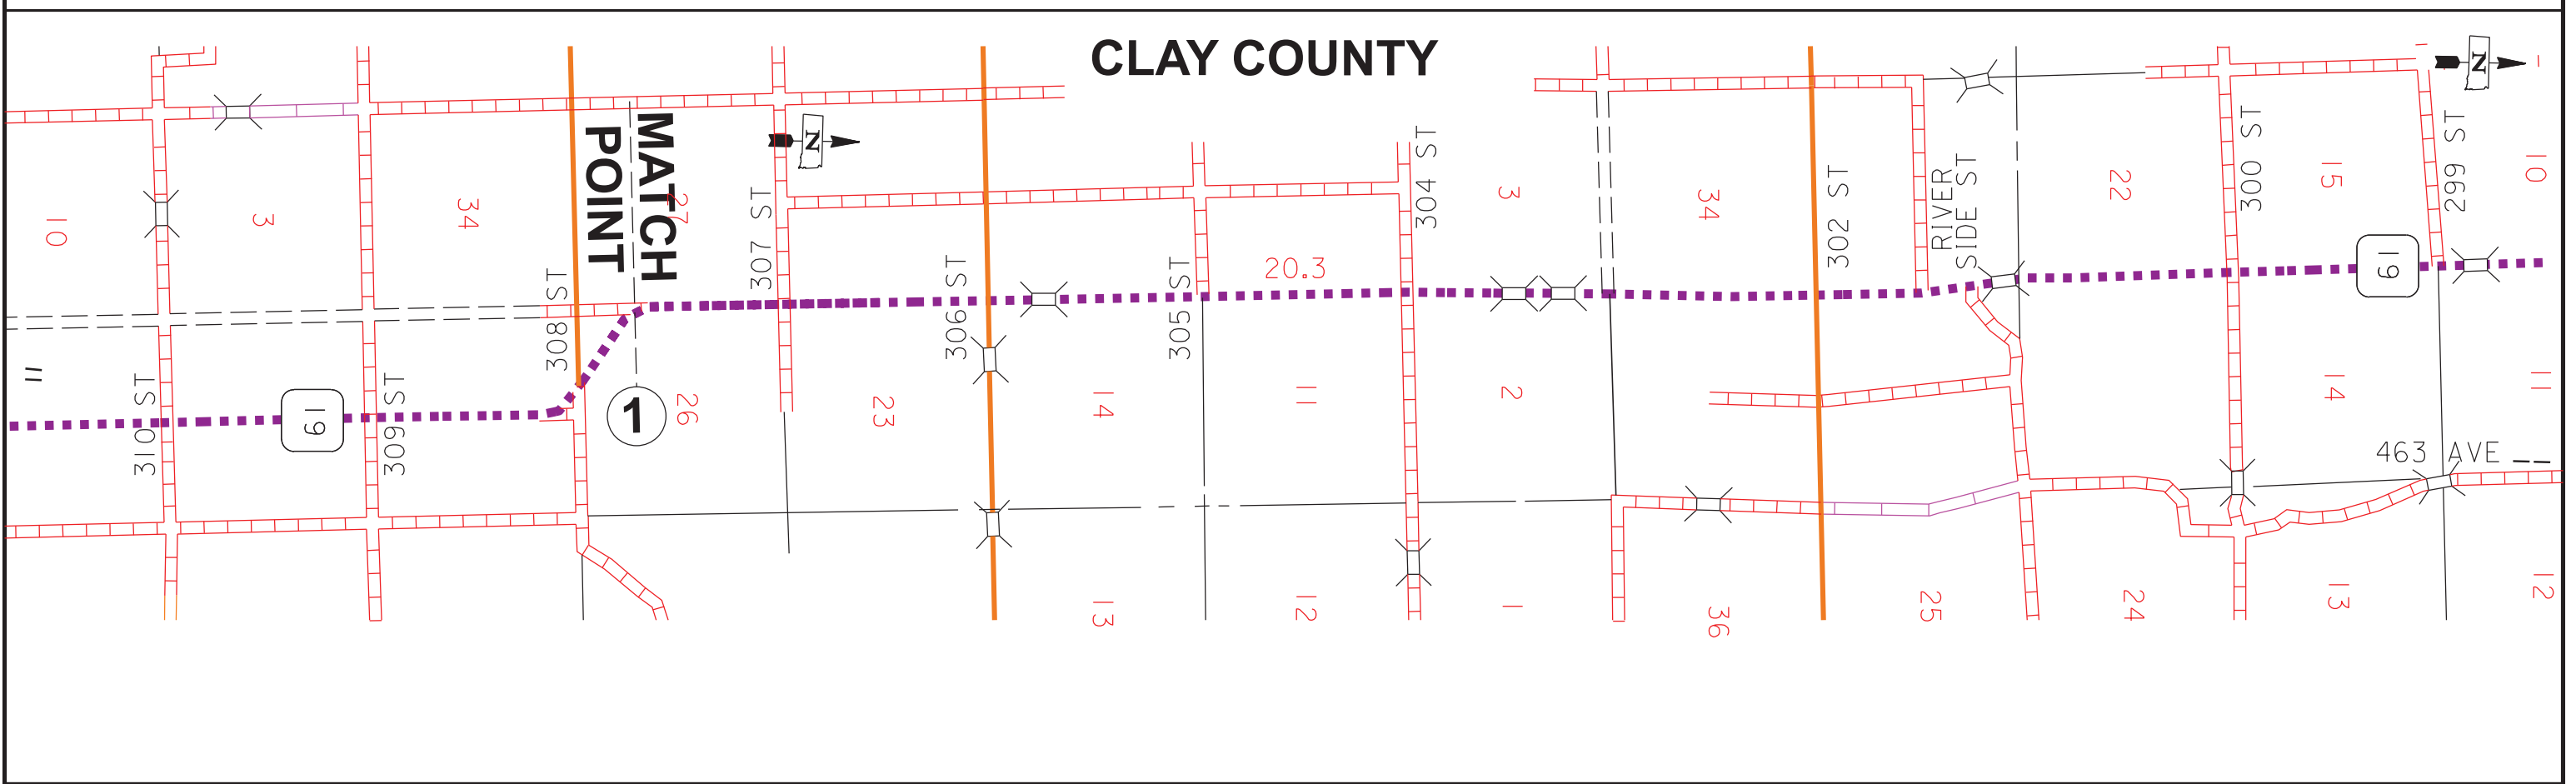 CLAY COUNTY
MATCH
POINT
N
N
310 ST
309 ST
308 ST
307 ST
306 ST
305 ST
304 ST
302 ST
RIVER
SIDE ST
300 ST
299 ST
463 AVE
20.3
19
19
1
10
3
34
27
3
34
22
15
10
11
26
23
14
11
2
14
11
13
12
1
36
25
24
13
12